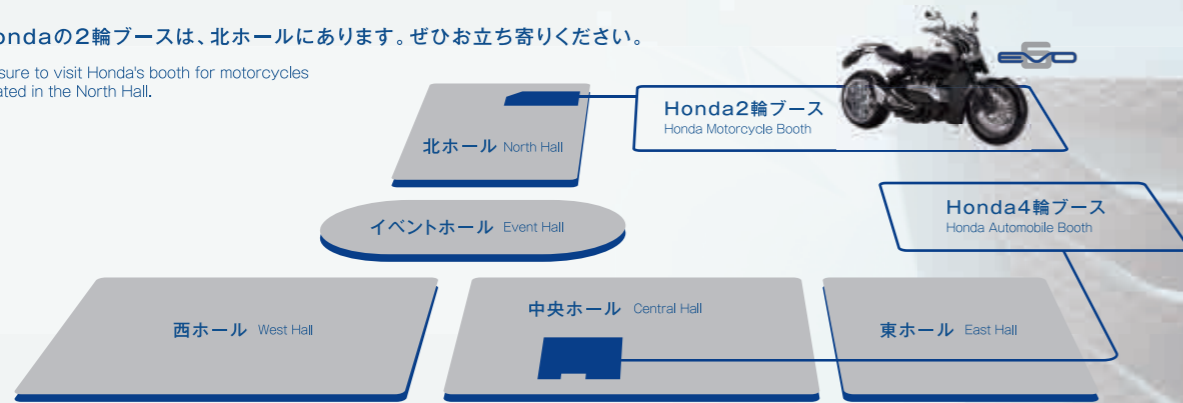 ondaの2輪ブースは、北ホールにあります。ぜひお立ち寄りください。
sure to visit Honda's booth for motorcycles
ated in the North Hall.
Honda2輪ブース
Honda Motorcycle Booth
EVO 6
北ホール North Hall
Honda4輪ブース
Honda Automobile Booth
イベントホール Event Hall
西ホール West Hall
中央ホール Central Hall
東ホール East Hall